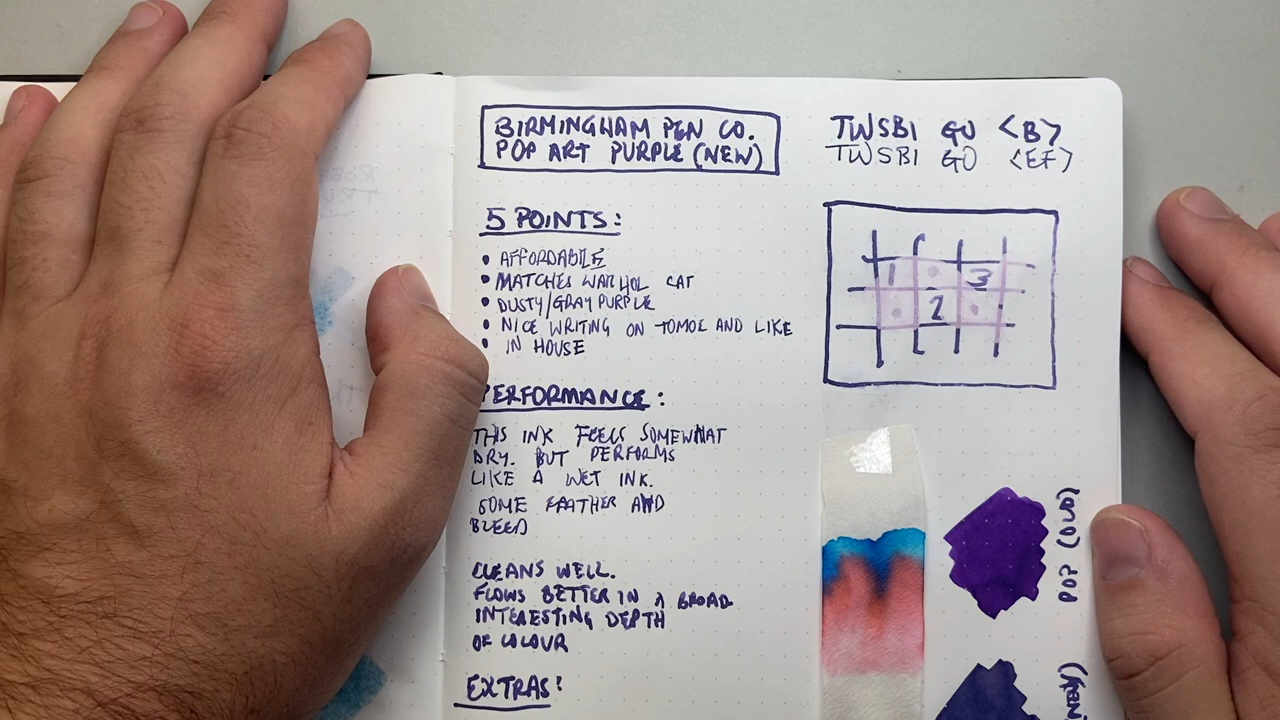 BIRMINGHAM PEN CO.
POP ART PURPLE (NEW)
TWSBI GO <B>
TWSBI GO <EF>
5 POINTS:
• AFFORDABLE
• MATCHES WARHOL CAT
• DUSTY/GRAY PURPLE
• NICE WRITING ON TOMOE AND LIKE
• IN HOUSE
1 3
2
PERFORMANCE:
THIS INK FEELS SOMEWHAT
DRY. BUT PERFORMS
LIKE A WET INK.
SOME FEATHER AND
BLEED
CLEANS WELL.
FLOWS BETTER IN A BROAD
INTERESTING DEPTH
OF COLOUR
EXTRAS:
POP (OLD)
(NEW)